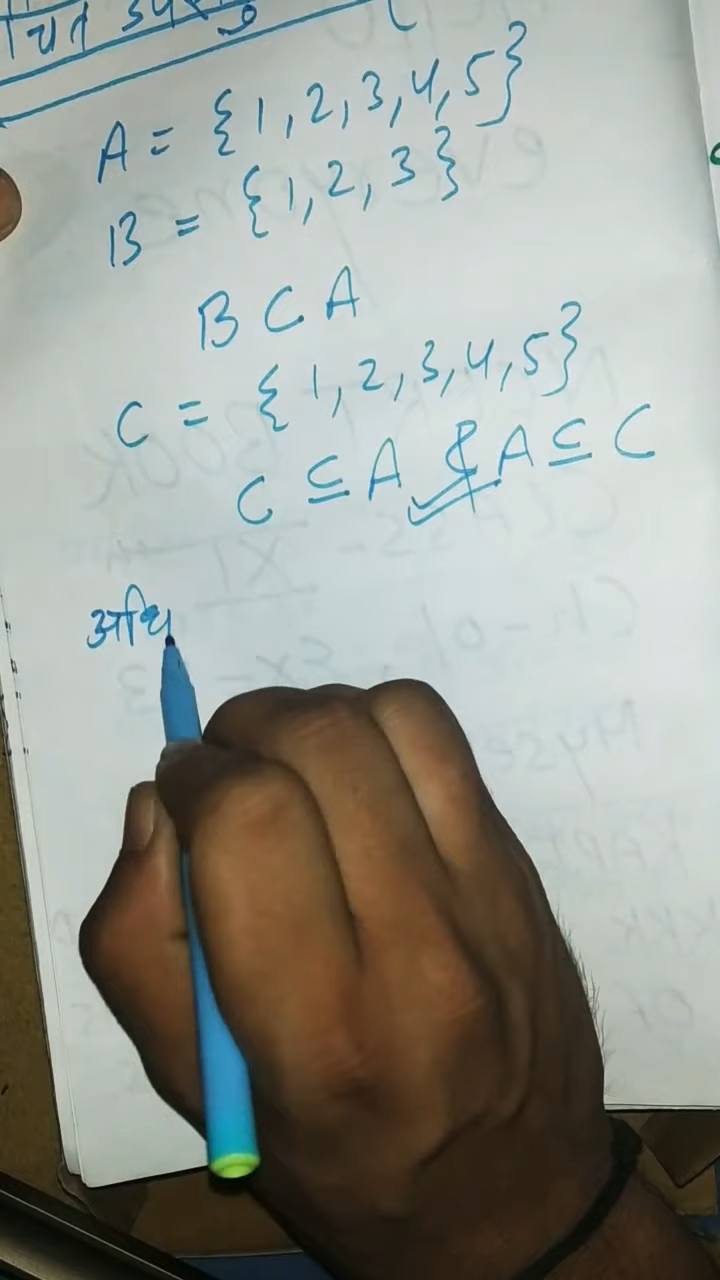 A = {1, 2, 3, 4, 5}
B = {1, 2, 3}
B ⊂ A
C = {1, 2, 3, 4, 5}
C ⊆ A & A ⊆ C
अधि